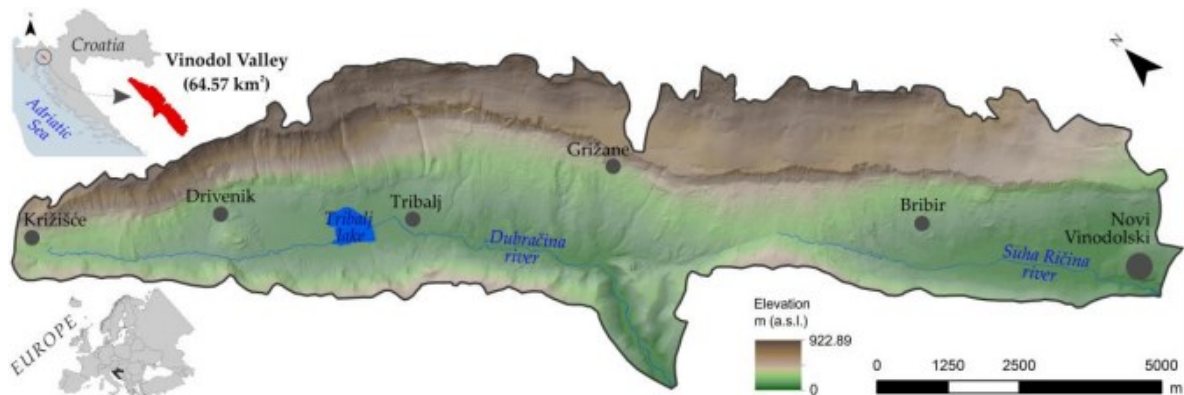 Croatia
Vinodol Valley
(64.57 km²)
Adriatic
Sea
N
Križišće
Drivenik
Tribalj
lake
Tribalj
Grižane
Dubračina
river
Bribir
Novi
Vinodolski
Suha Ričina
river
EUROPE
Elevation
m (a.s.l.)
922.89
0
0 1250 2500 5000
m